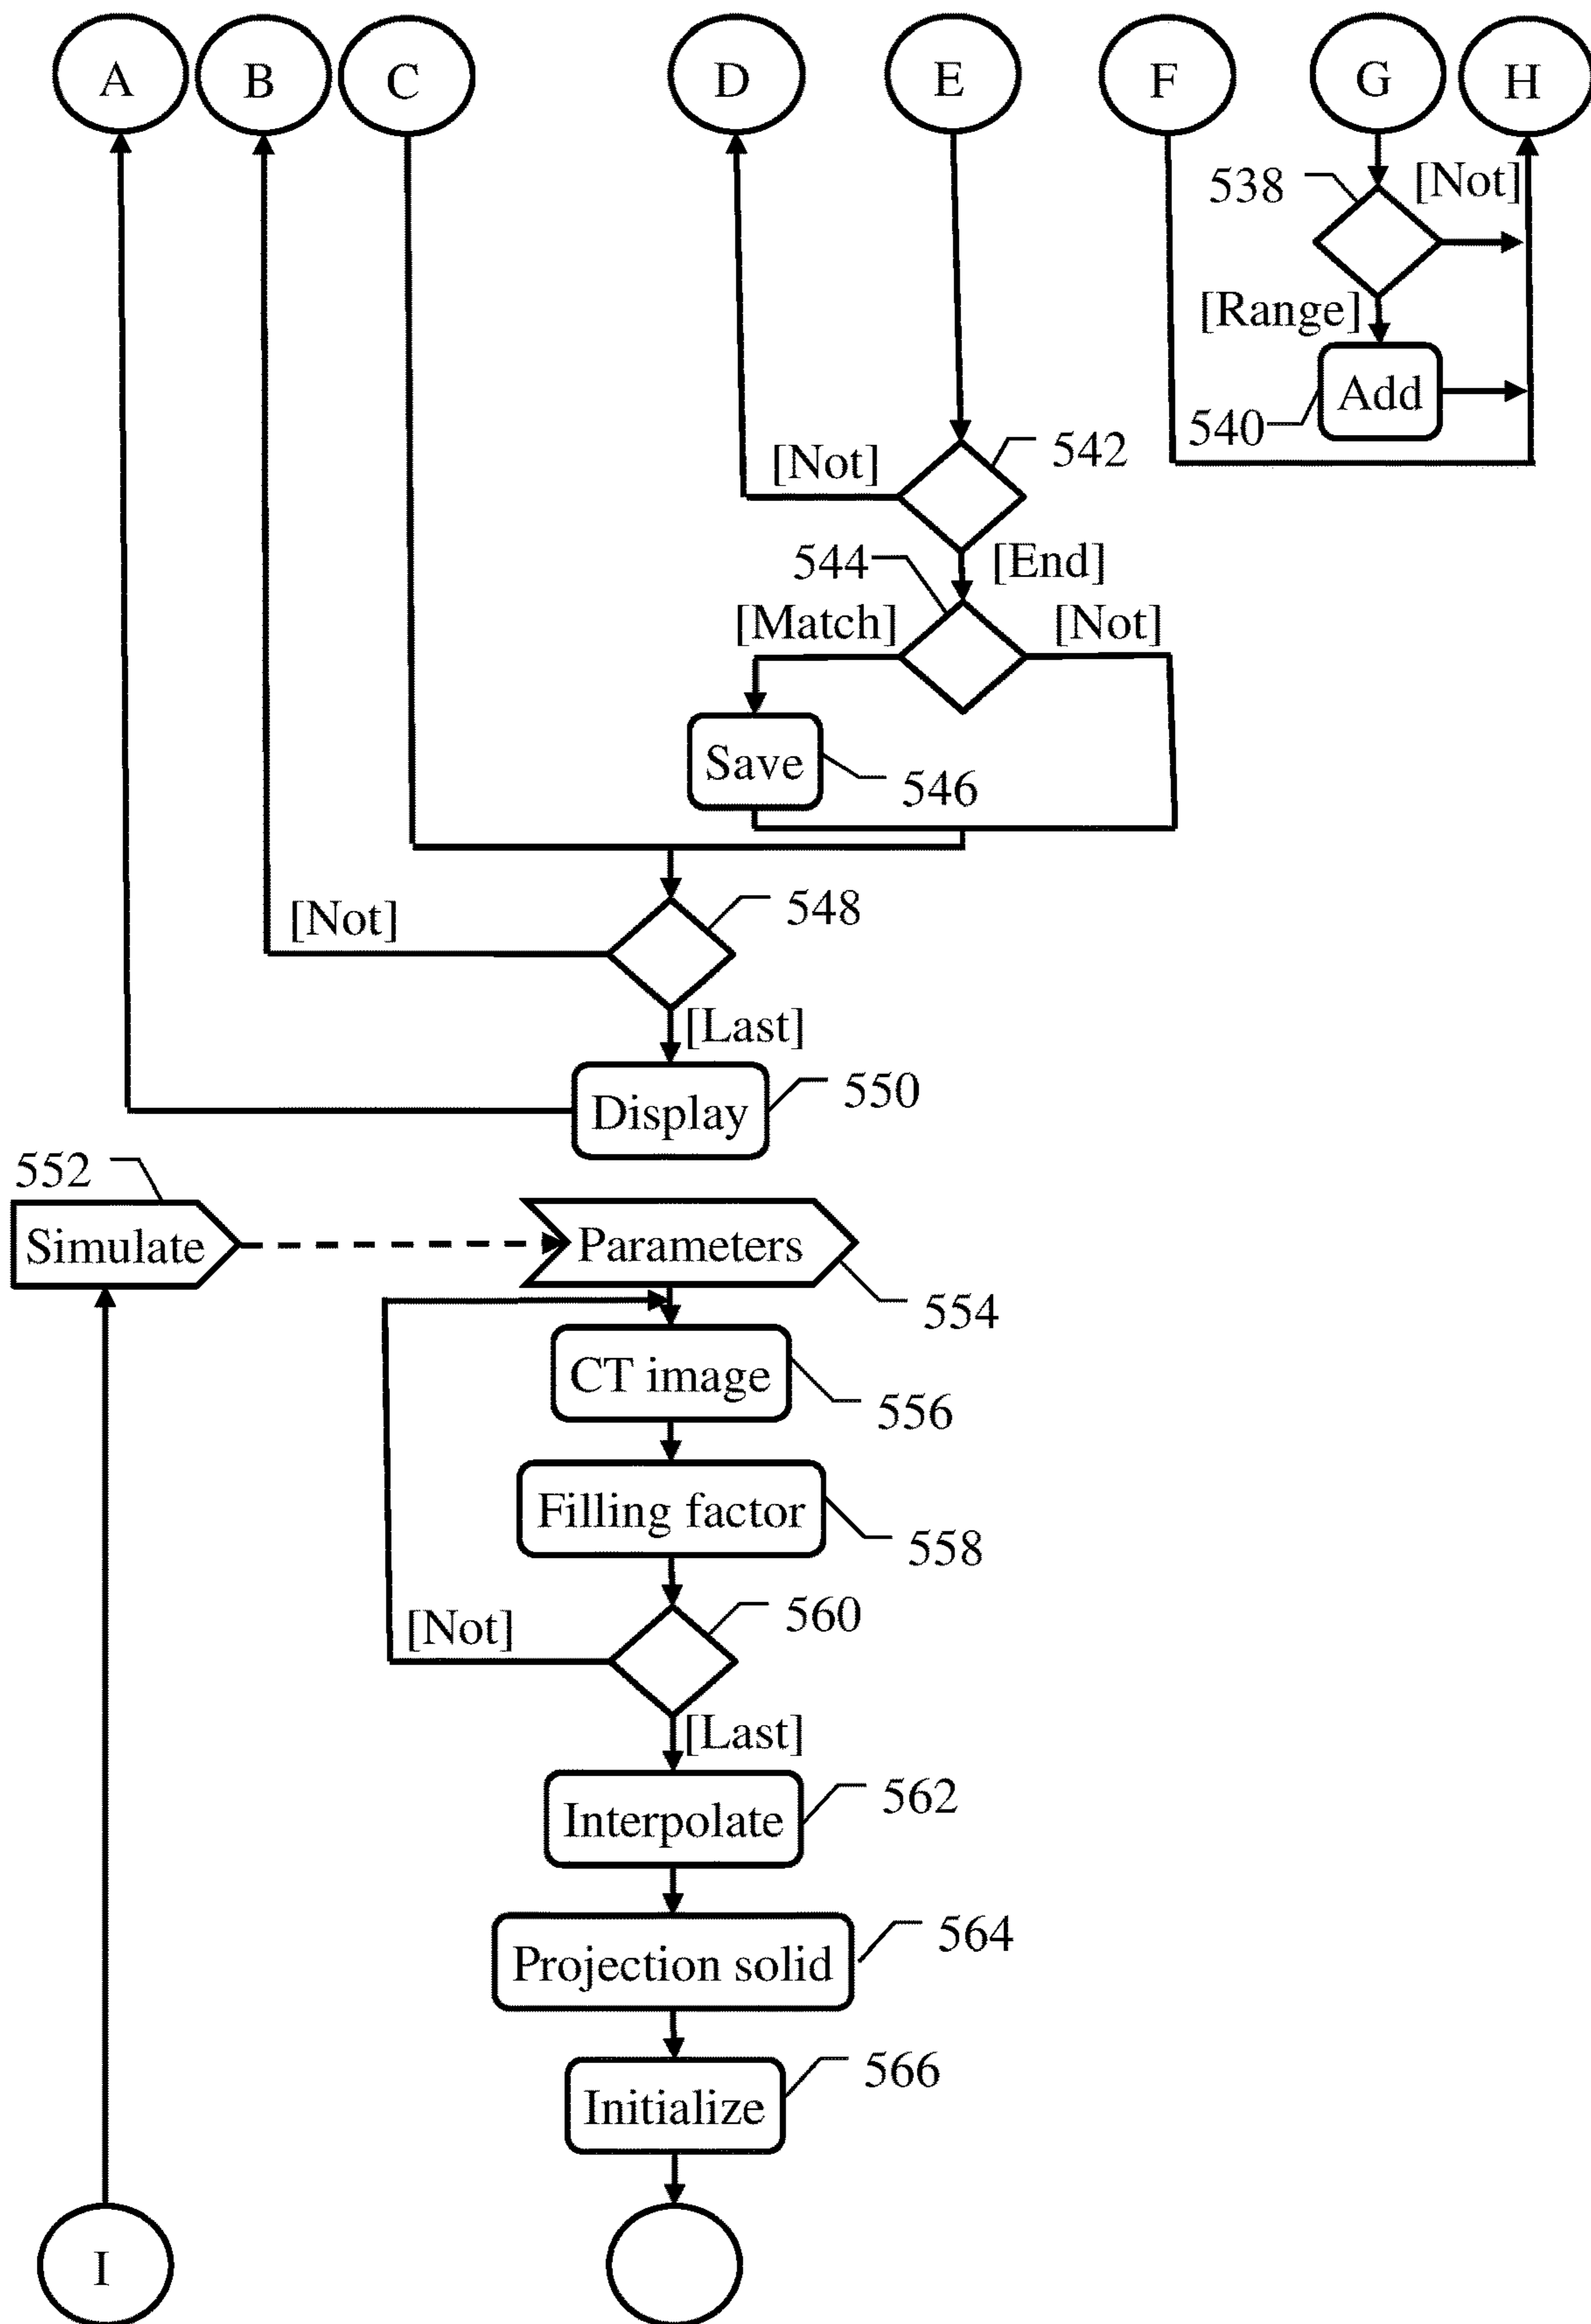 A B C D E F G H
538 [Not]
[Range]
Add
540
[Not] 542
544 [End]
[Match] [Not]
Save
546
[Not] 548
[Last]
Display 550
552
Simulate Parameters
554
CT image
556
Filling factor
558
[Not] 560
[Last]
Interpolate 562
Projection solid 564
Initialize 566
I